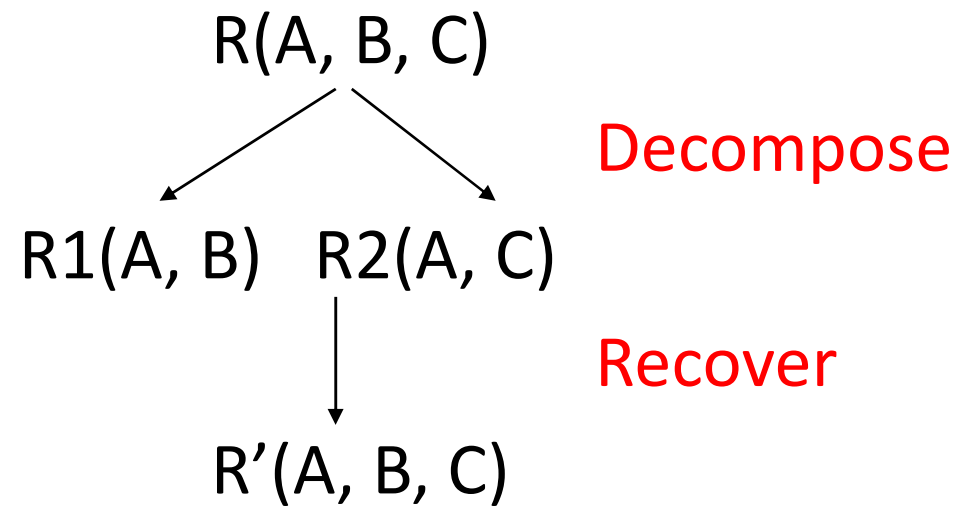 R(A, B, C)
Decompose
R1(A, B) R2(A, C)
Recover
R’(A, B, C)